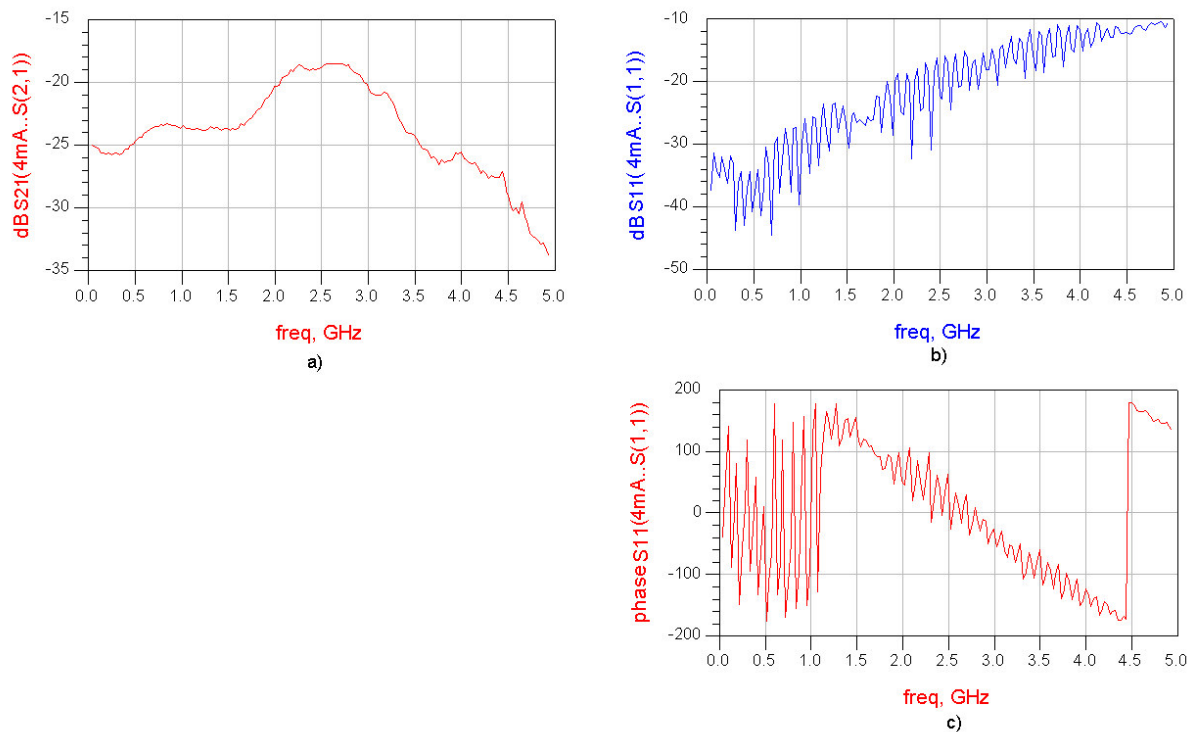 -15
-20
-25
-30
-35
dBS21(4mA..S(2,1))
0.0 0.5 1.0 1.5 2.0 2.5 3.0 3.5 4.0 4.5 5.0
freq, GHz
a)
-10
-20
-30
-40
-50
dBS11(4mA..S(1,1))
0.0 0.5 1.0 1.5 2.0 2.5 3.0 3.5 4.0 4.5 5.0
freq, GHz
b)
200
100
0
-100
-200
phaseS11(4mA..S(1,1))
0.0 0.5 1.0 1.5 2.0 2.5 3.0 3.5 4.0 4.5 5.0
freq, GHz
c)